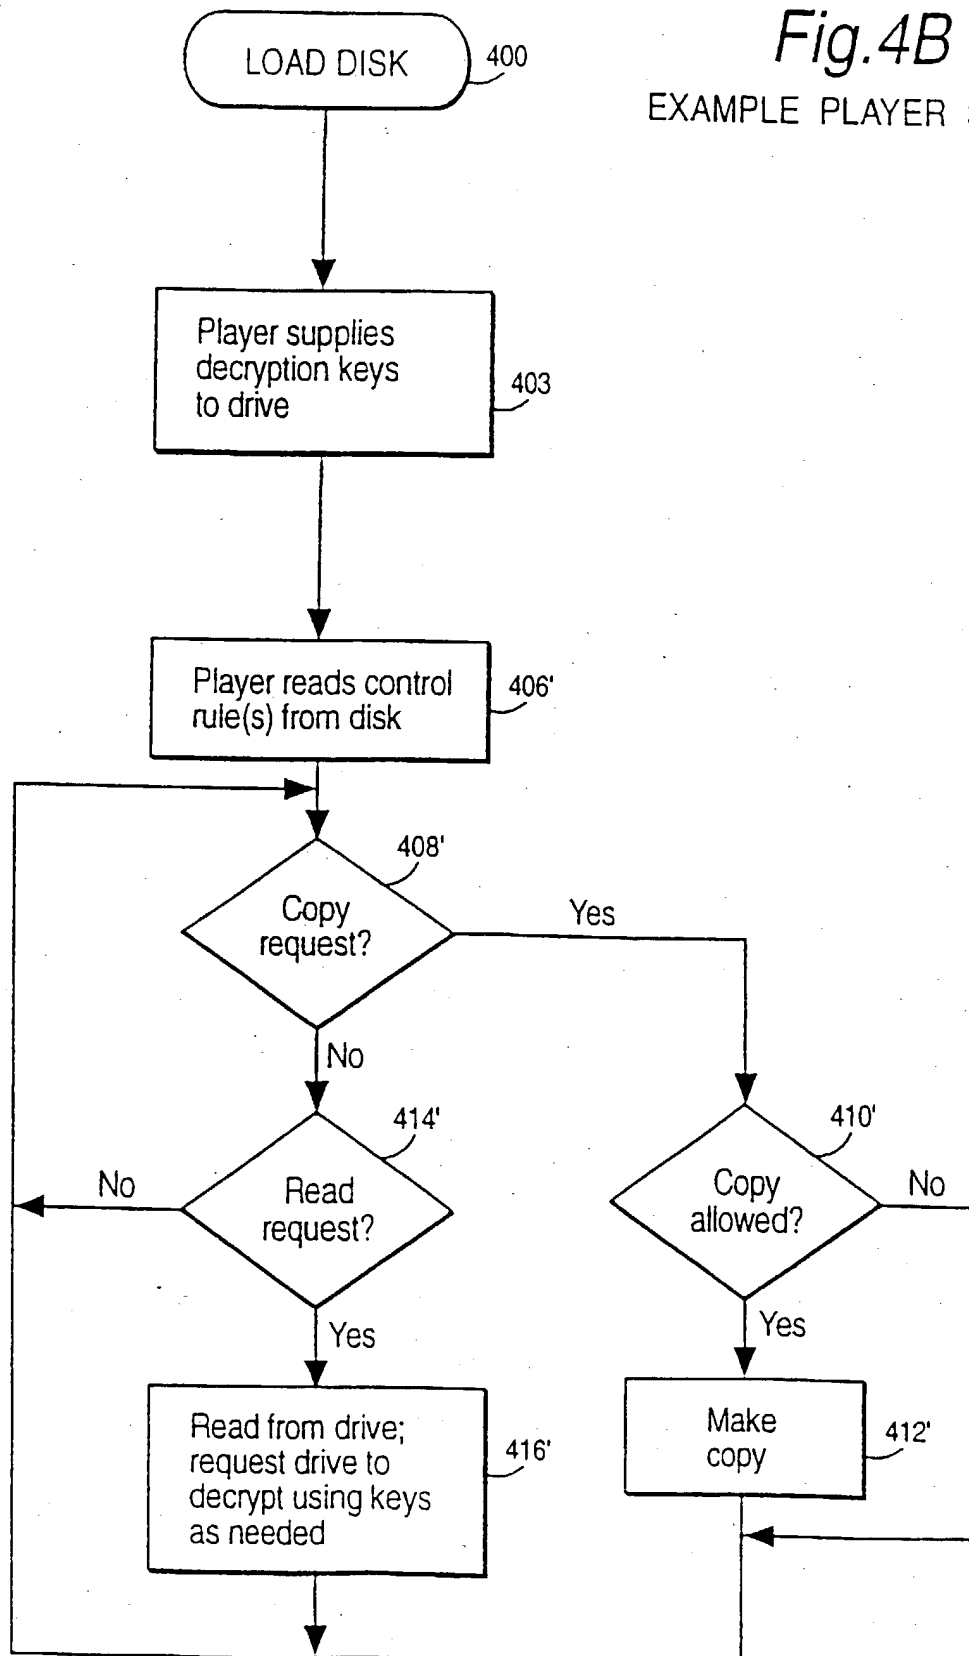 Fig.4B
EXAMPLE PLAYER
LOAD DISK
400
Player supplies
decryption keys
to drive
403
Player reads control
rule(s) from disk
406'
408'
Copy
request?
Yes
No
414'
Read
request?
No
Yes
410'
Copy
allowed?
No
Yes
Read from drive;
request drive to
decrypt using keys
as needed
416'
Make
copy
412'